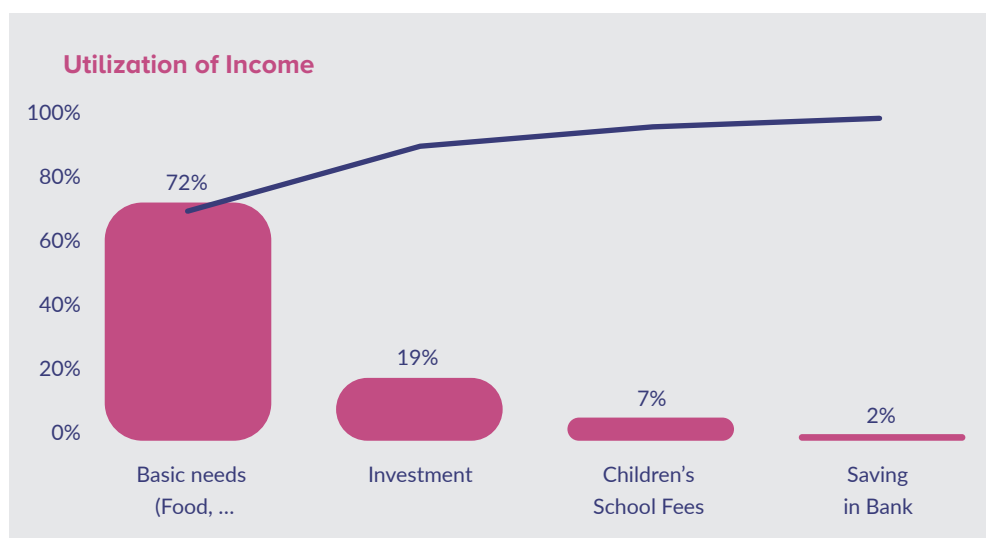 Utilization of Income
100%
80%
60%
40%
20%
0%
72%
19%
7%
2%
Basic needs
(Food, ...
Investment
Children’s
School Fees
Saving
in Bank